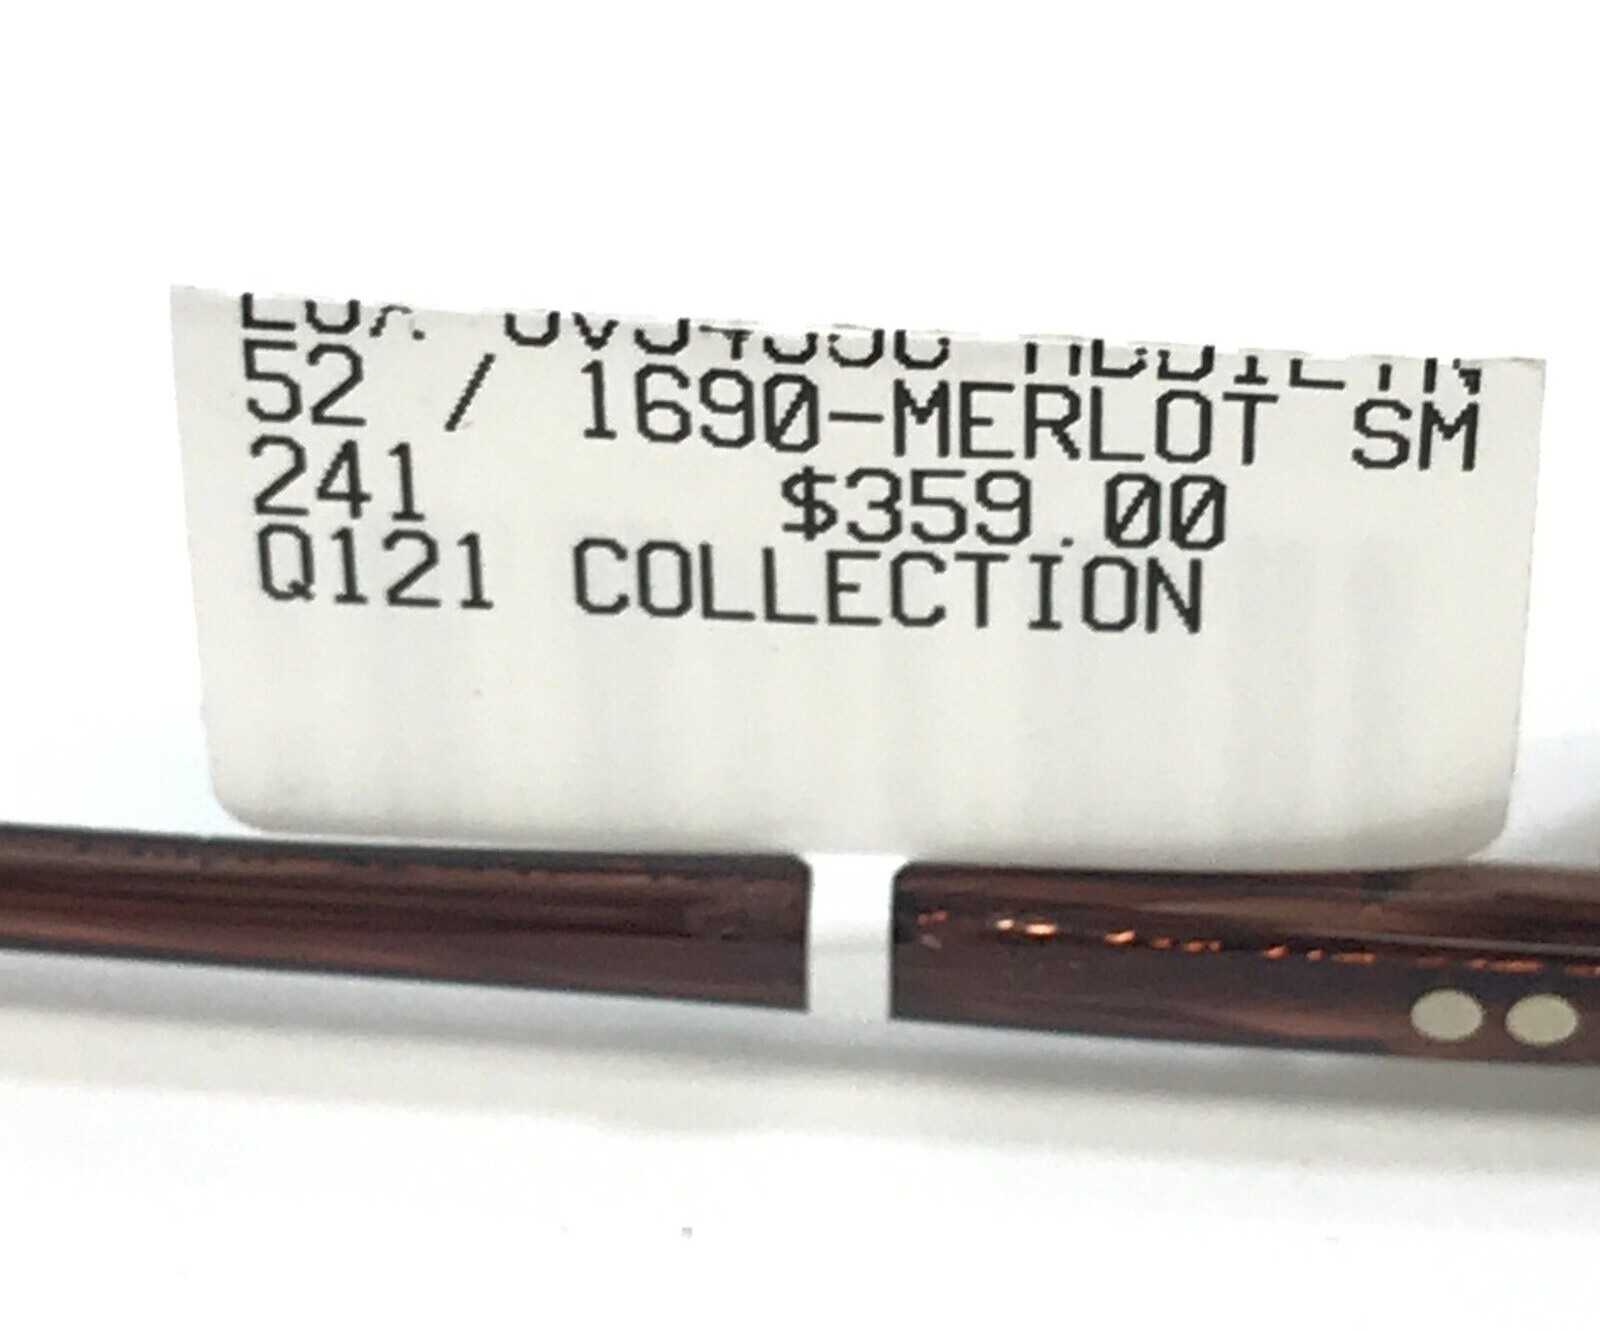 52 / 1690-MERLOT SM
241 $359.00
Q121 COLLECTION